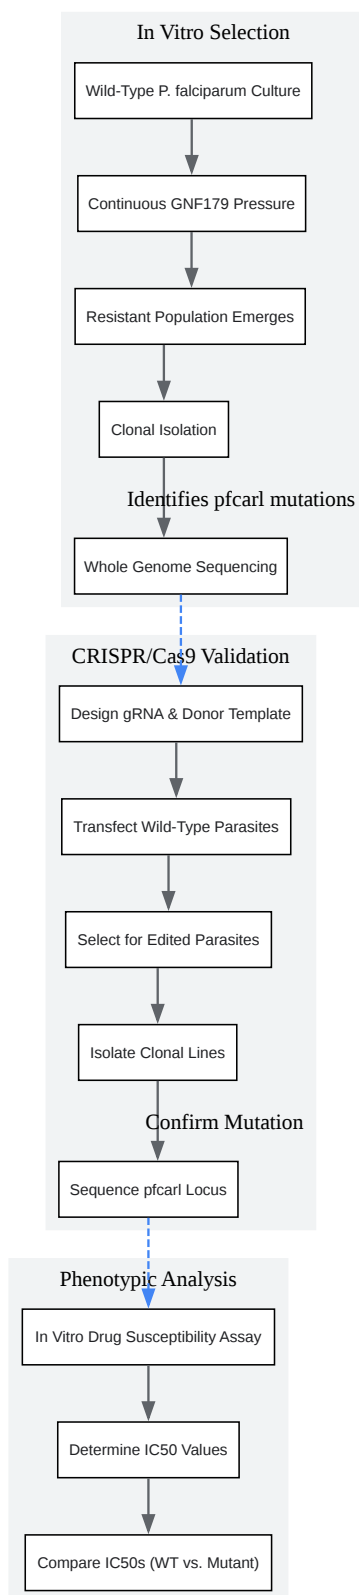 In Vitro Selection
Wild-Type P. falciparum Culture
Continuous GNF179 Pressure
Resistant Population Emerges
Clonal Isolation
Identifies pfcarl mutations
Whole Genome Sequencing
CRISPR/Cas9 Validation
Design gRNA & Donor Template
Transfect Wild-Type Parasites
Select for Edited Parasites
Isolate Clonal Lines
Confirm Mutation
Sequence pfcarl Locus
Phenotypic Analysis
In Vitro Drug Susceptibility Assay
Determine IC50 Values
Compare IC50s (WT vs. Mutant)